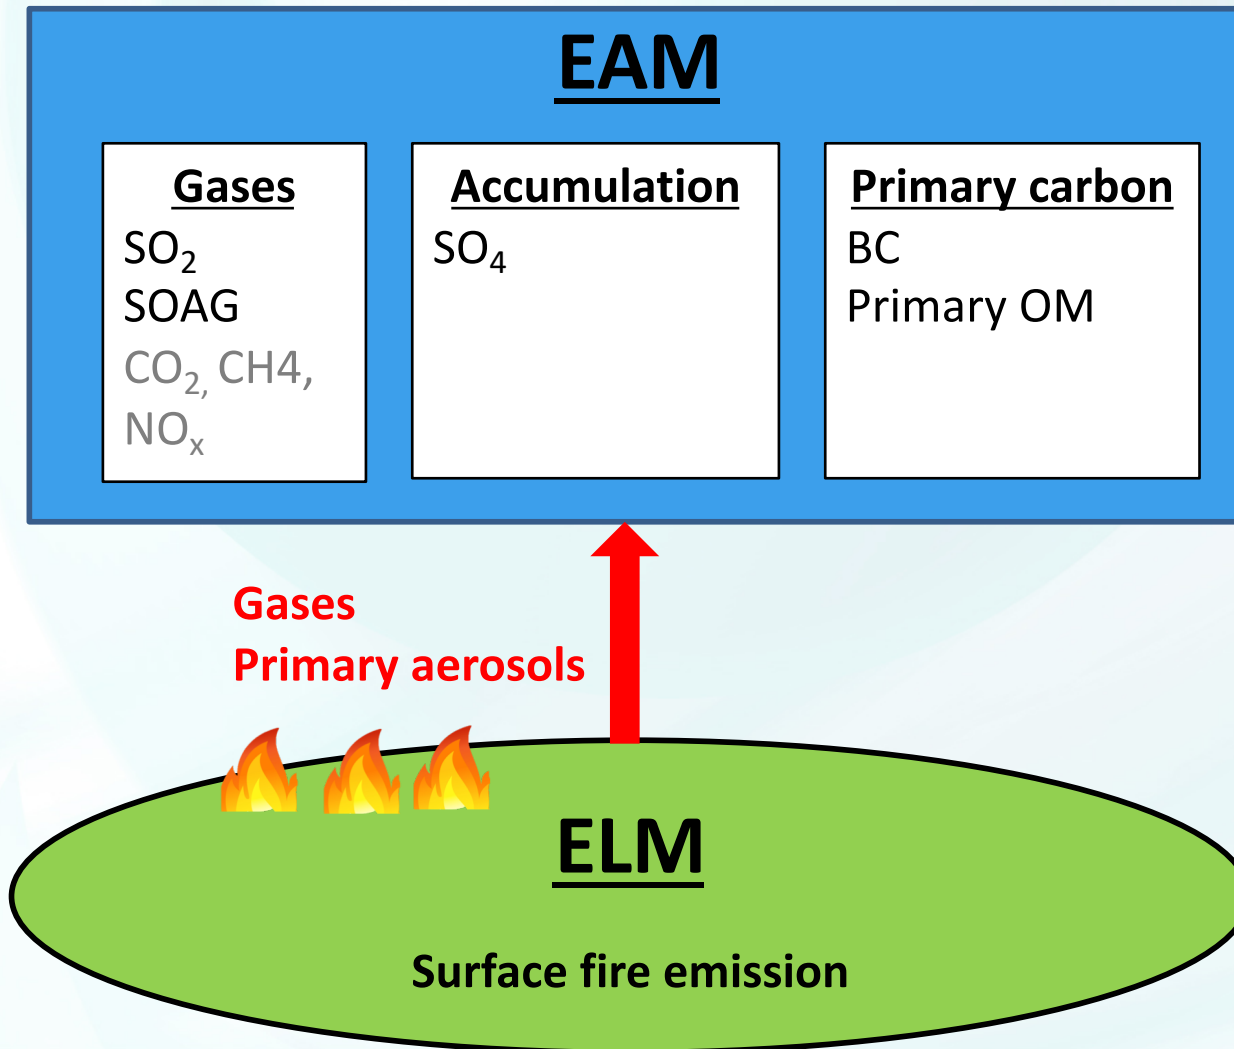 EAM
Gases
SO₂
SOAG
CO₂, CH4,
NOₓ
Accumulation
SO₄
Primary carbon
BC
Primary OM
Gases
Primary aerosols
ELM
Surface fire emission